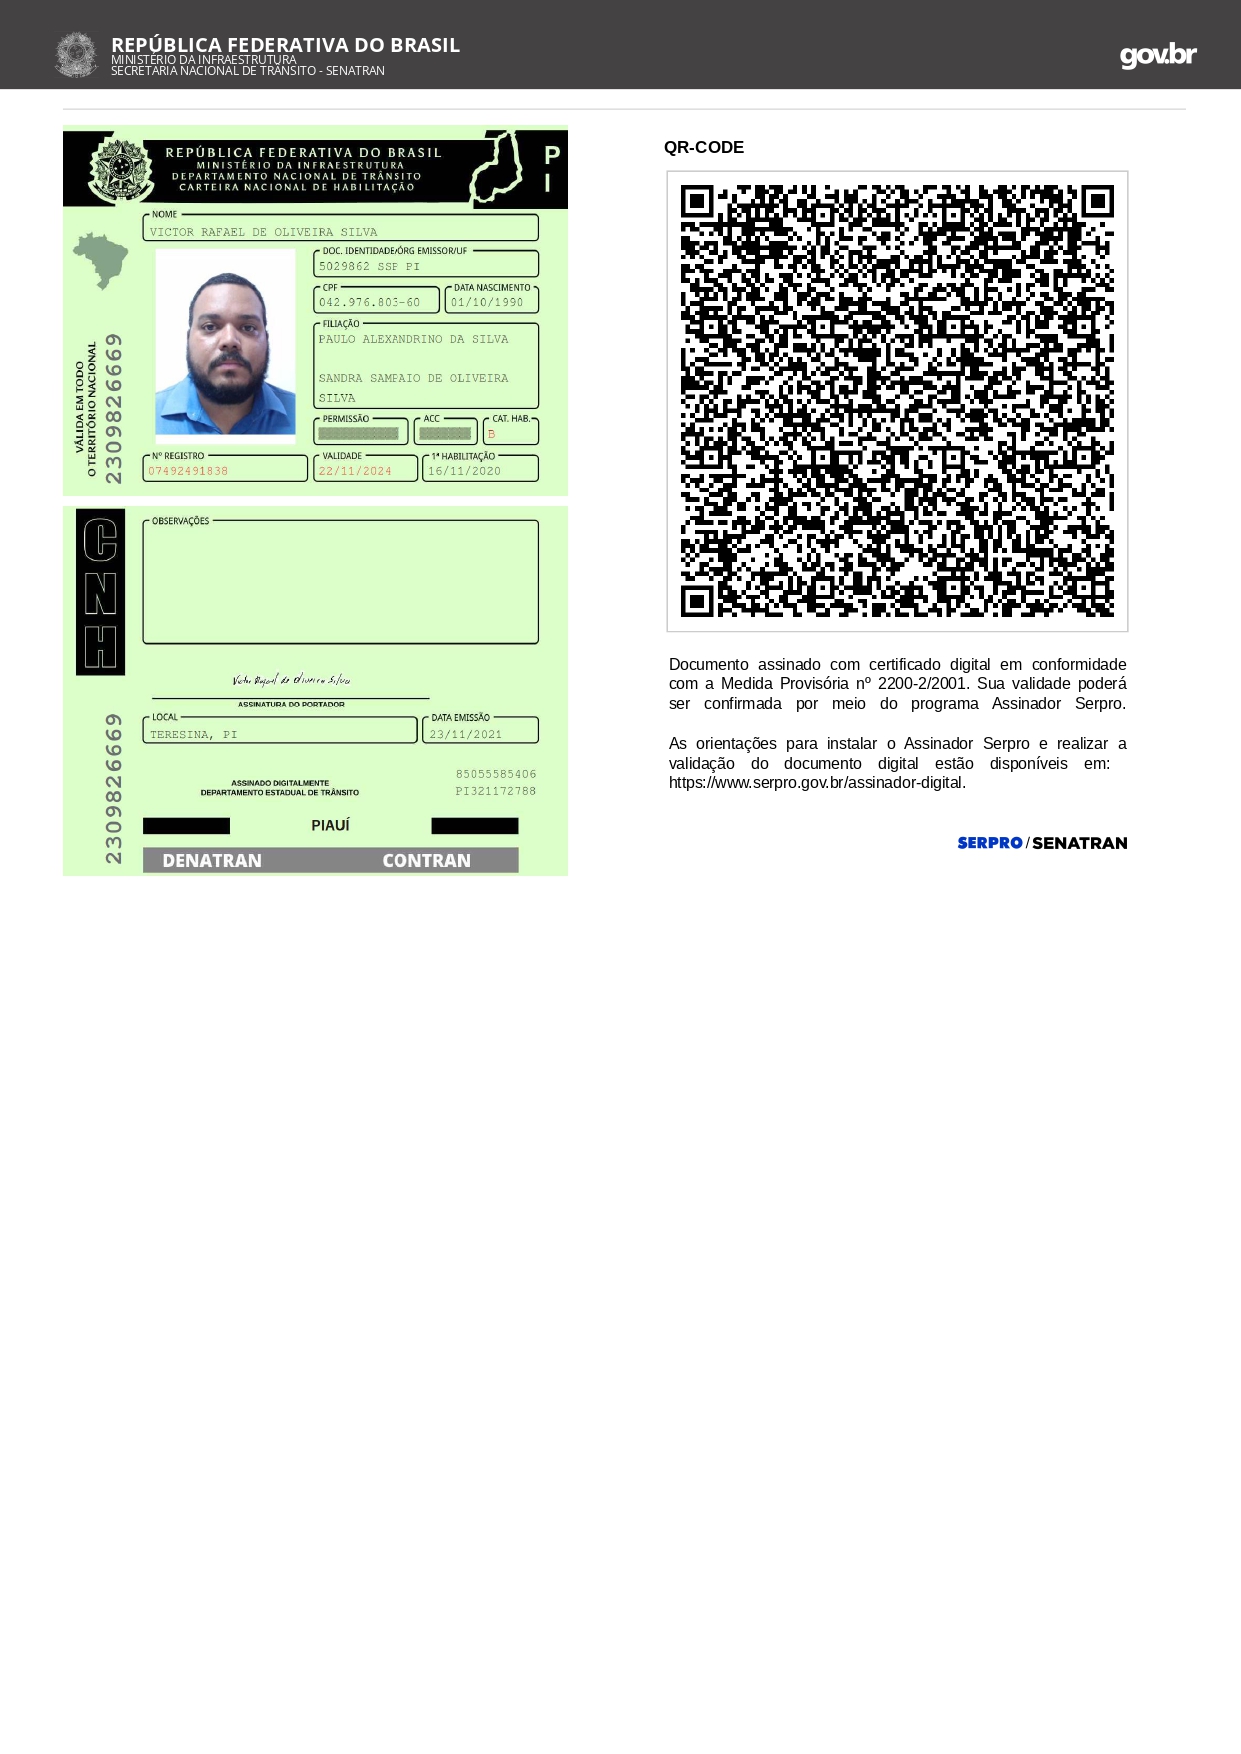 REPÚBLICA FEDERATIVA DO BRASIL
MINISTÉRIO DA INFRAESTRUTURA
SECRETARIA NACIONAL DE TRÂNSITO - SENATRAN
gov.br
REPÚBLICA FEDERATIVA DO BRASIL
MINISTÉRIO DA INFRAESTRUTURA
DEPARTAMENTO NACIONAL DE TRÂNSITO
CARTEIRA NACIONAL DE HABILITAÇÃO
P
I
NOME
VICTOR RAFAEL DE OLIVEIRA SILVA
DOC. IDENTIDADE/ÓRG EMISSOR/UF
5029862 SSP PI
CPF
042.976.803-60
DATA NASCIMENTO
01/10/1990
FILIAÇÃO
PAULO ALEXANDRINO DA SILVA
SANDRA SAMPAIO DE OLIVEIRA
SILVA
PERMISSÃO
ACC
CAT. HAB.
B
Nº REGISTRO
07492491838
VALIDADE
22/11/2024
1ª HABILITAÇÃO
16/11/2020
VÁLIDA EM TODO
O TERRITÓRIO NACIONAL
2309826669
CNH
OBSERVAÇÕES
Victor Rafael de Oliveira Silva
ASSINATURA DO PORTADOR
LOCAL
TERESINA, PI
DATA EMISSÃO
23/11/2021
2309826669
ASSINADO DIGITALMENTE
DEPARTAMENTO ESTADUAL DE TRÂNSITO
85055585406
PI321172788
PIAUÍ
DENATRAN CONTRAN
QR-CODE
Documento assinado com certificado digital em conformidade
com a Medida Provisória nº 2200-2/2001. Sua validade poderá
ser confirmada por meio do programa Assinador Serpro.
As orientações para instalar o Assinador Serpro e realizar a
validação do documento digital estão disponíveis em:
https://www.serpro.gov.br/assinador-digital.
SERPRO / SENATRAN